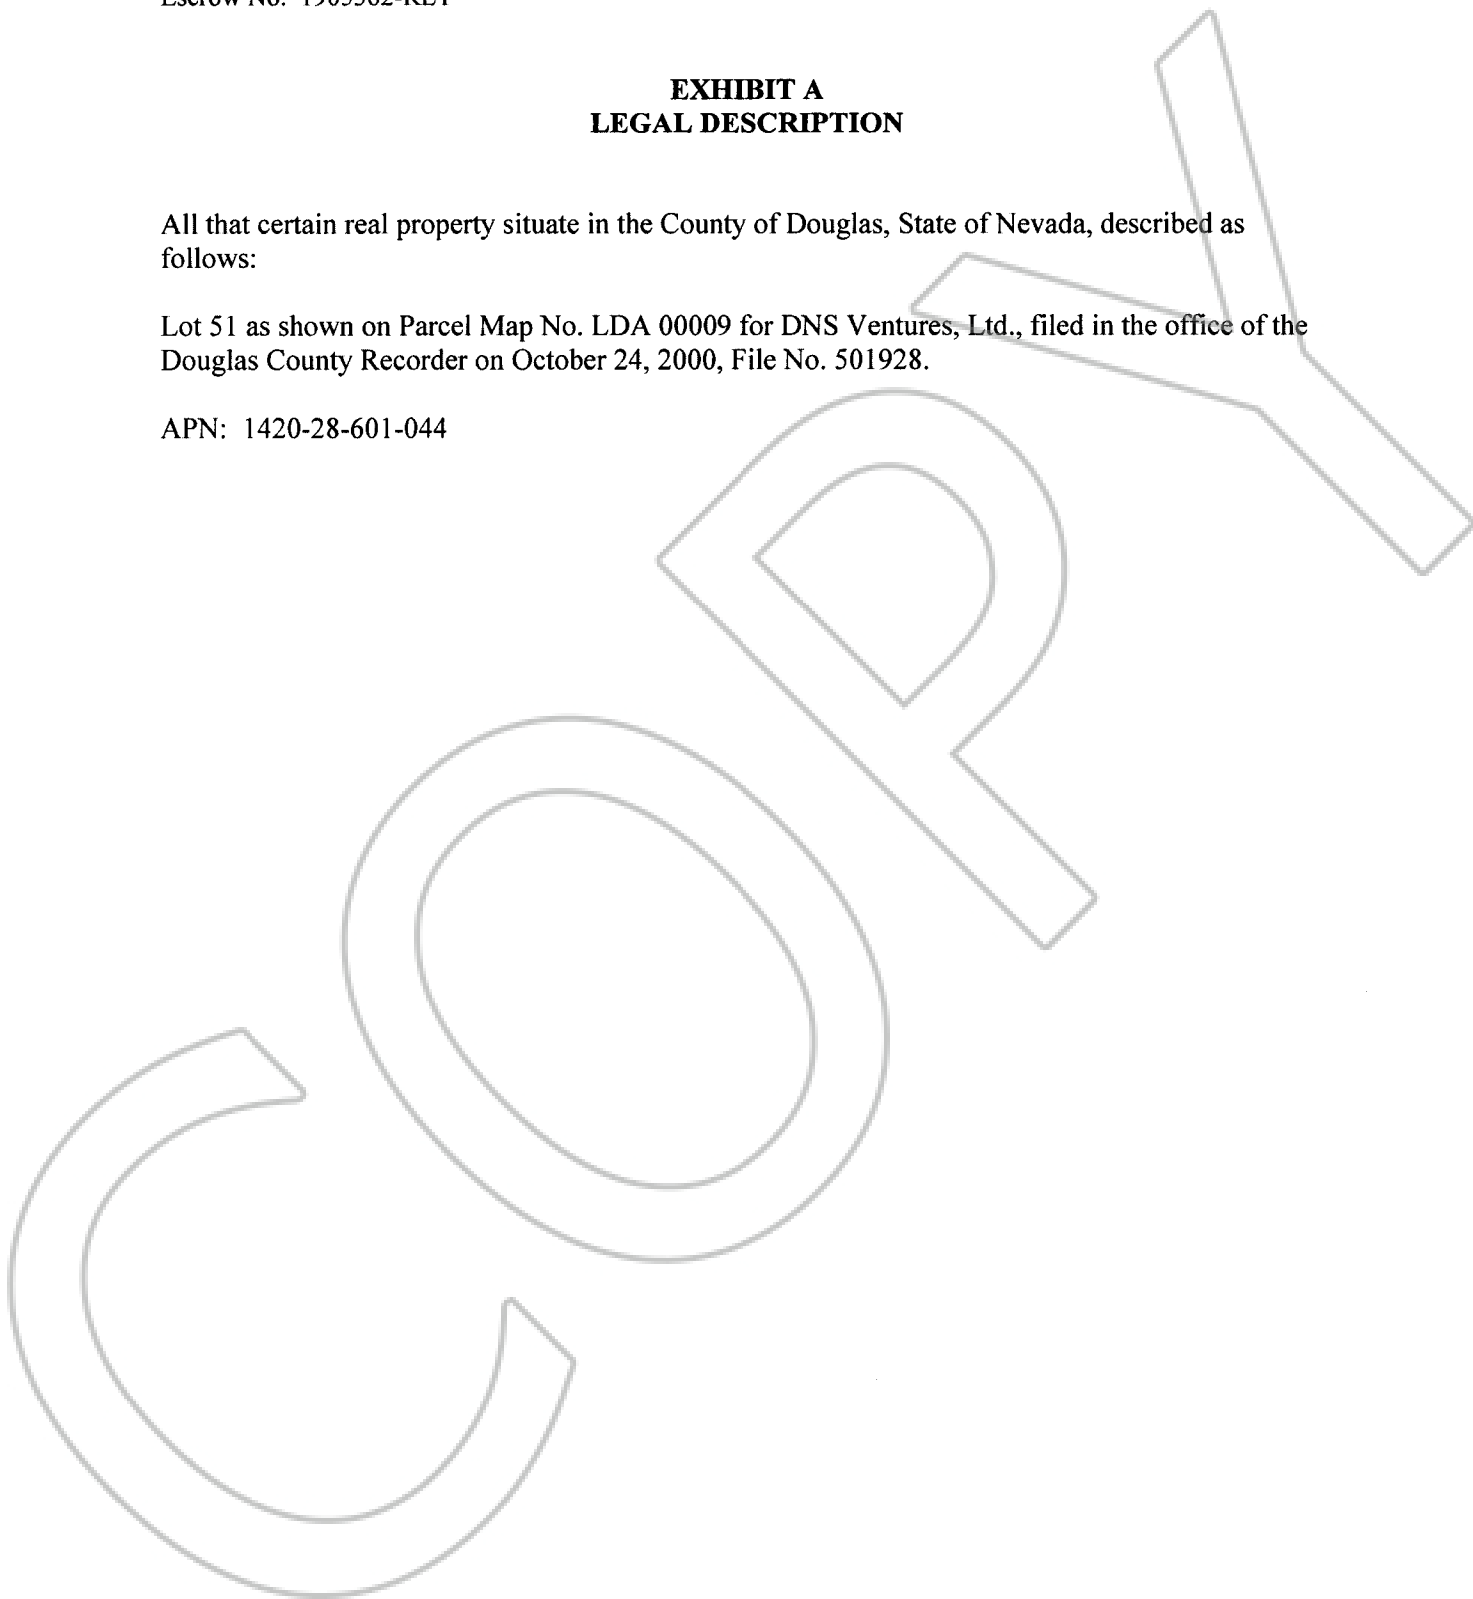 Escrow No.
EXHIBIT A
LEGAL DESCRIPTION
All that certain real property situate in the County of Douglas, State of Nevada, described as
follows:
Lot 51 as shown on Parcel Map No. LDA 00009 for DNS Ventures, Ltd., filed in the office of the
Douglas County Recorder on October 24, 2000, File No. 501928.
APN: 1420-28-601-044
COPY